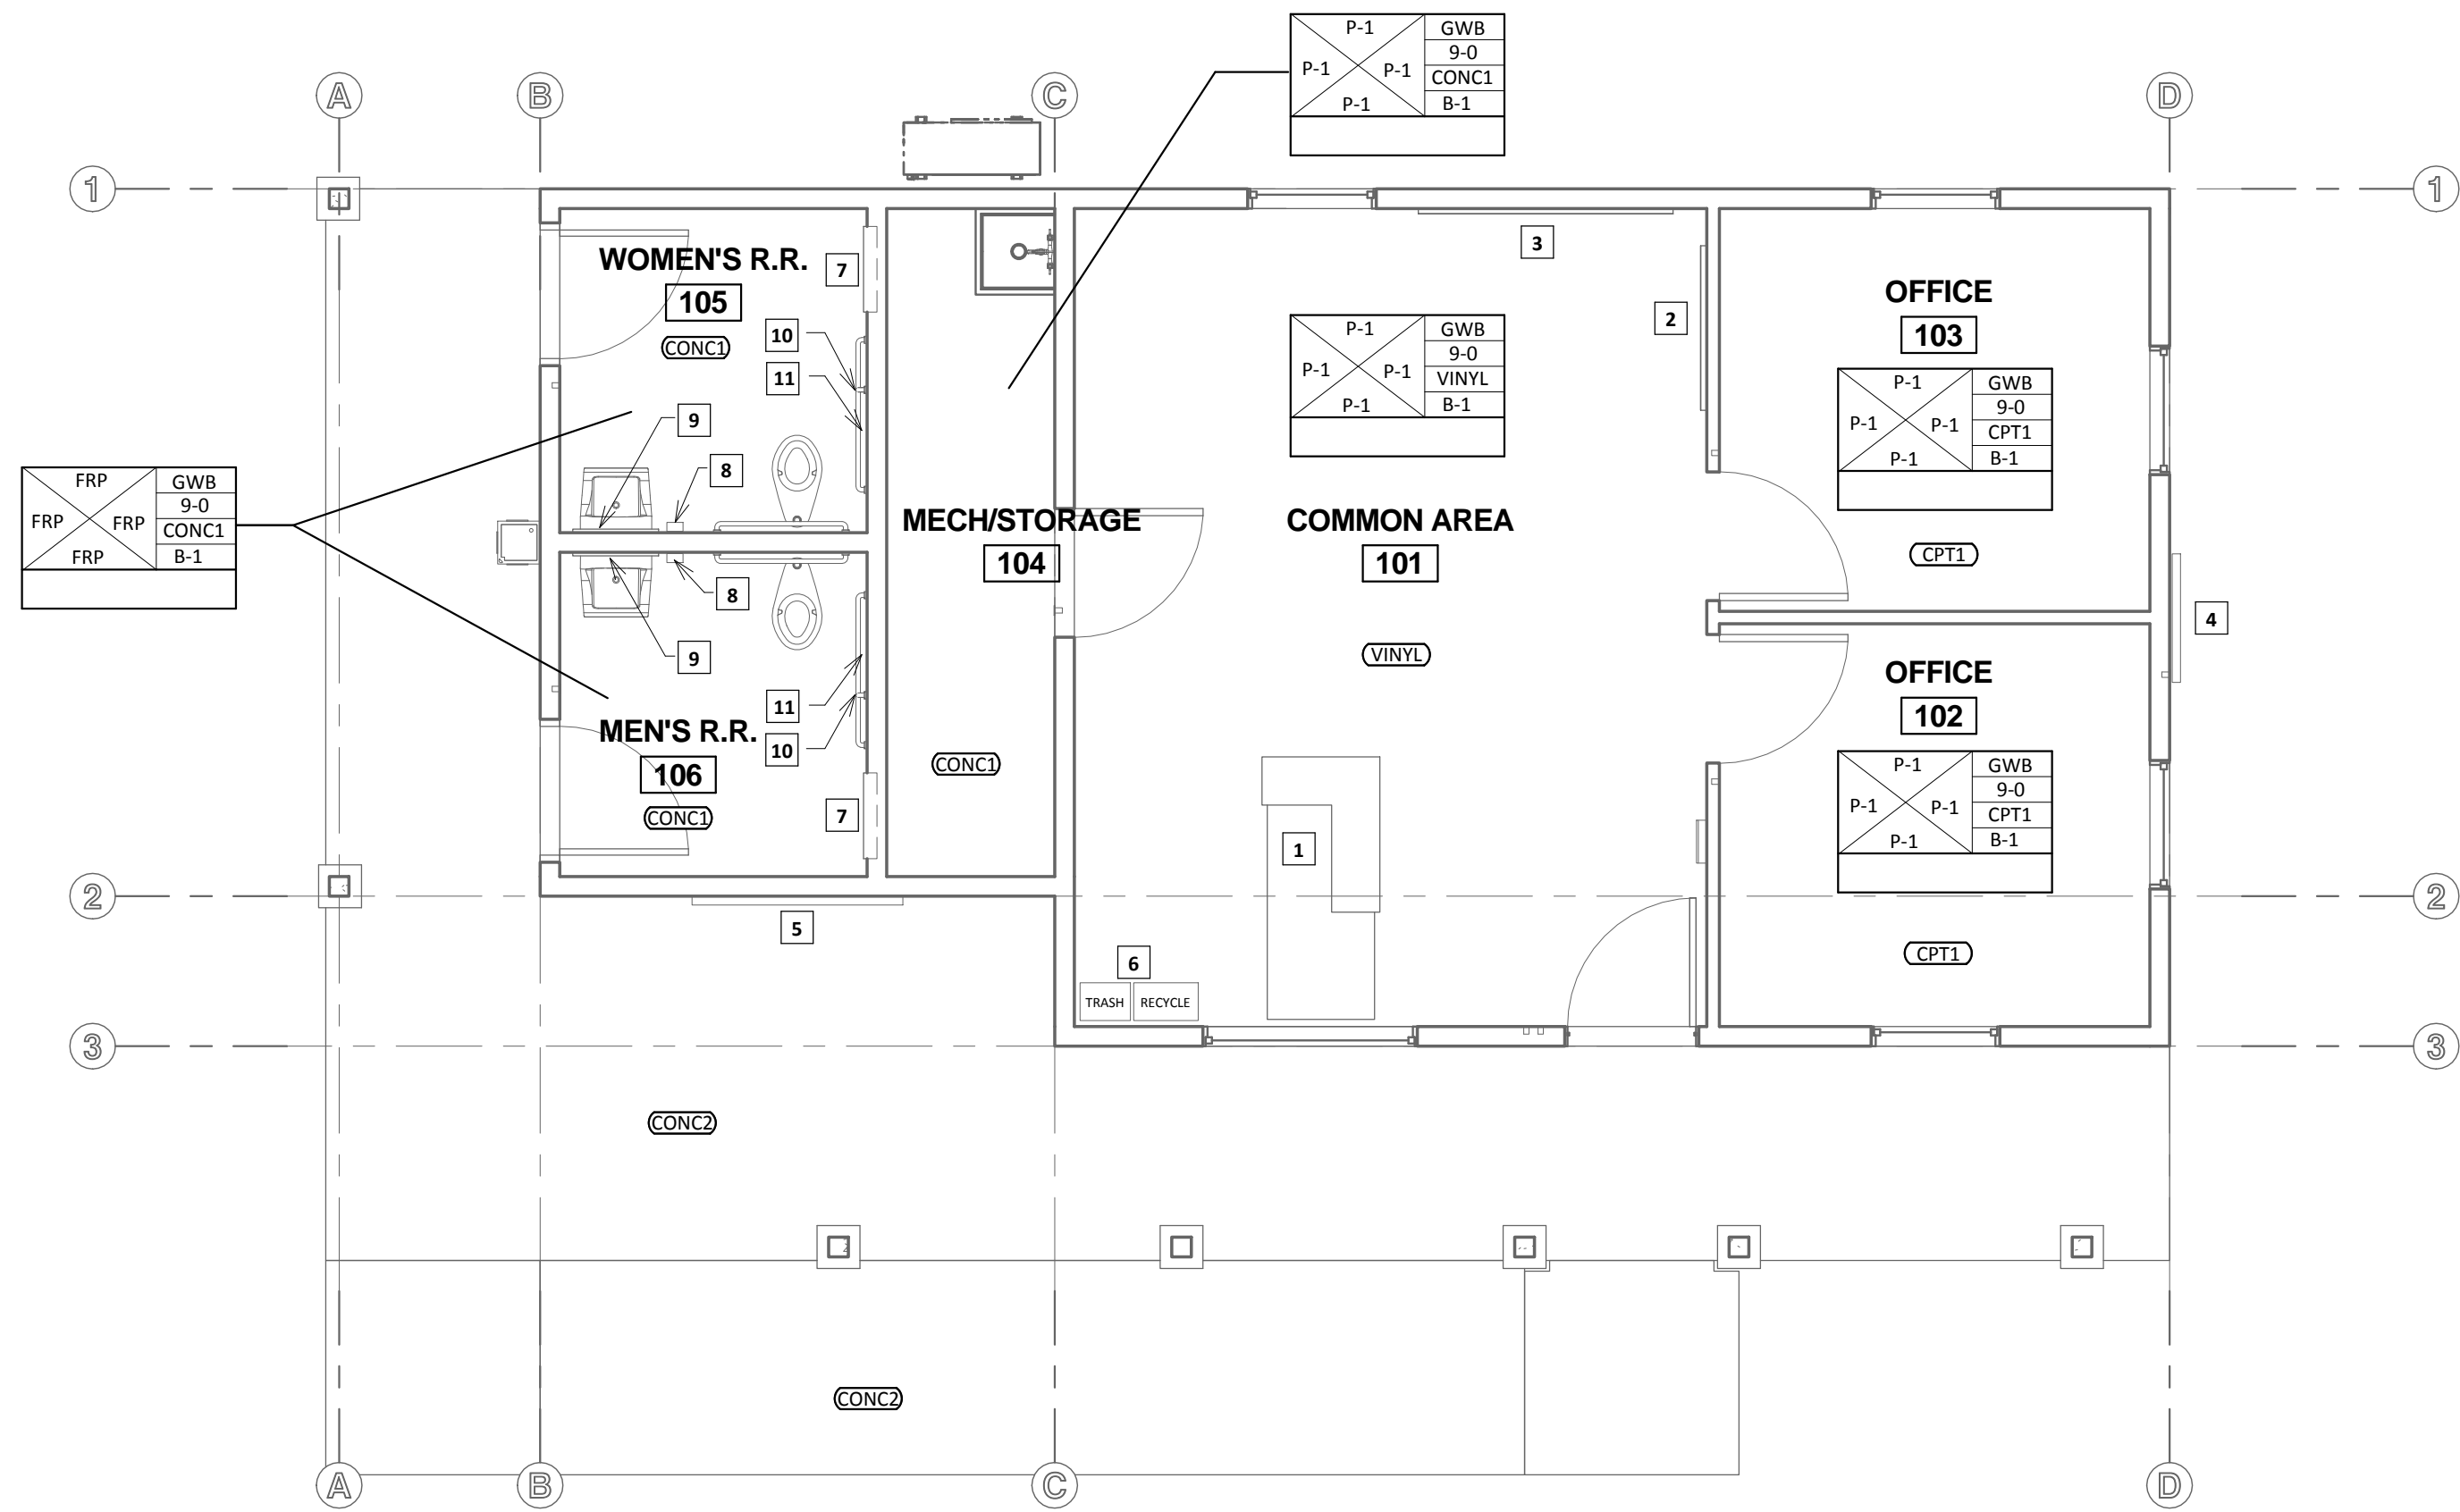 P-1 GWB
9-0
P-1 P-1 CONC1
P-1 B-1
A B C D
1 1
WOMEN'S R.R. 7
105
CONC1
10
11
9
8
3
2
OFFICE
103
P-1 GWB
9-0
P-1 P-1 VINYL
P-1 B-1
P-1 GWB
9-0
P-1 P-1 CPT1
P-1 B-1
FRP GWB
9-0
FRP FRP CONC1
FRP B-1
MECH/STORAGE
104
COMMON AREA
101
CPT1
8
9
4
VINYL
OFFICE
102
11
10
MEN'S R.R.
106
CONC1
7
CONC1
1
P-1 GWB
9-0
P-1 P-1 CPT1
P-1 B-1
2 2
5
6
TRASH RECYCLE
CPT1
3 3
CONC2
CONC2
A B C D